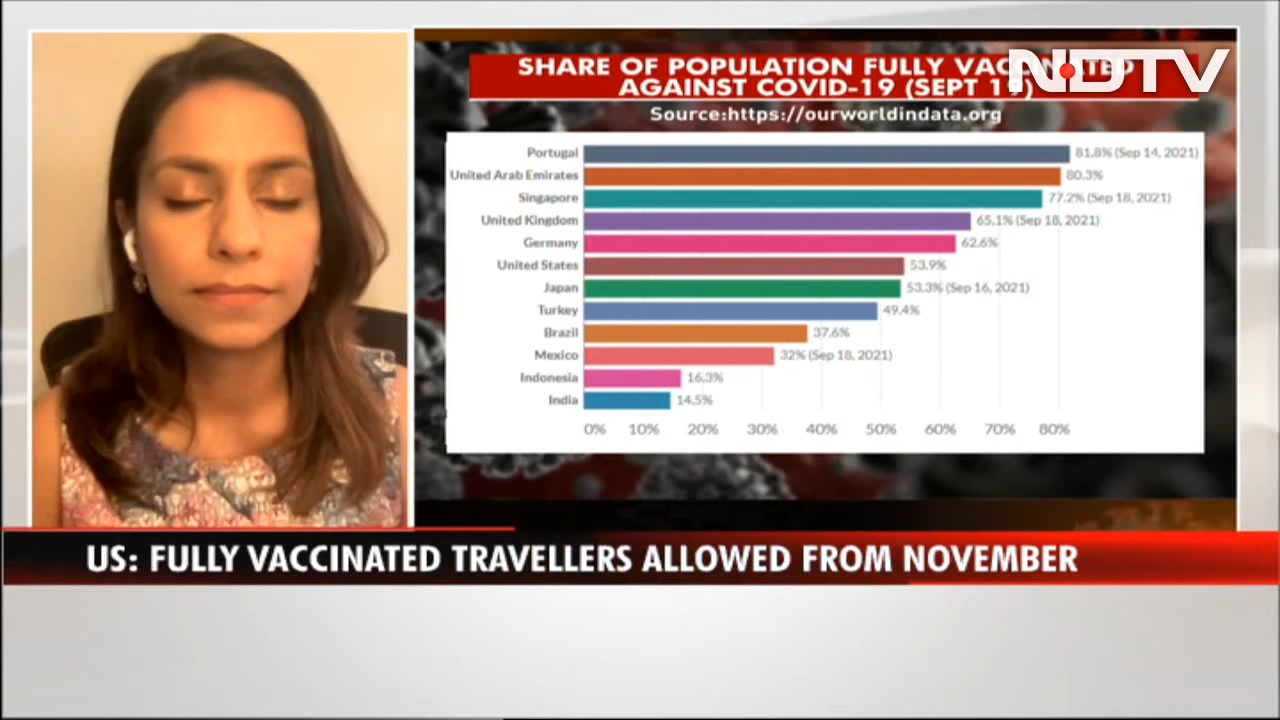 SHARE OF POPULATION FULLY VACCINATED
AGAINST COVID-19 (SEPT 19)
NDTV
Source:https://ourworldindata.org
Portugal 81.8% (Sep 14, 2021)
United Arab Emirates 80.3%
Singapore 77.2% (Sep 18, 2021)
United Kingdom 65.1% (Sep 18, 2021)
Germany 62.6%
United States 53.9%
Japan 53.3% (Sep 16, 2021)
Turkey 49.4%
Brazil 37.6%
Mexico 32% (Sep 18, 2021)
Indonesia 16.3%
India 14.5%
0% 10% 20% 30% 40% 50% 60% 70% 80%
US: FULLY VACCINATED TRAVELLERS ALLOWED FROM NOVEMBER